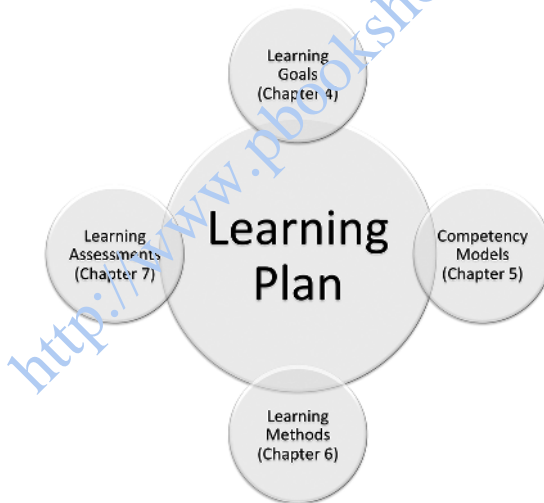 Learning
Goals
(Chapter 4)
Learning
Assessments
(Chapter 7)
Learning
Plan
Competency
Models
(Chapter 5)
Learning
Methods
(Chapter 6)
http://www.pbooksho